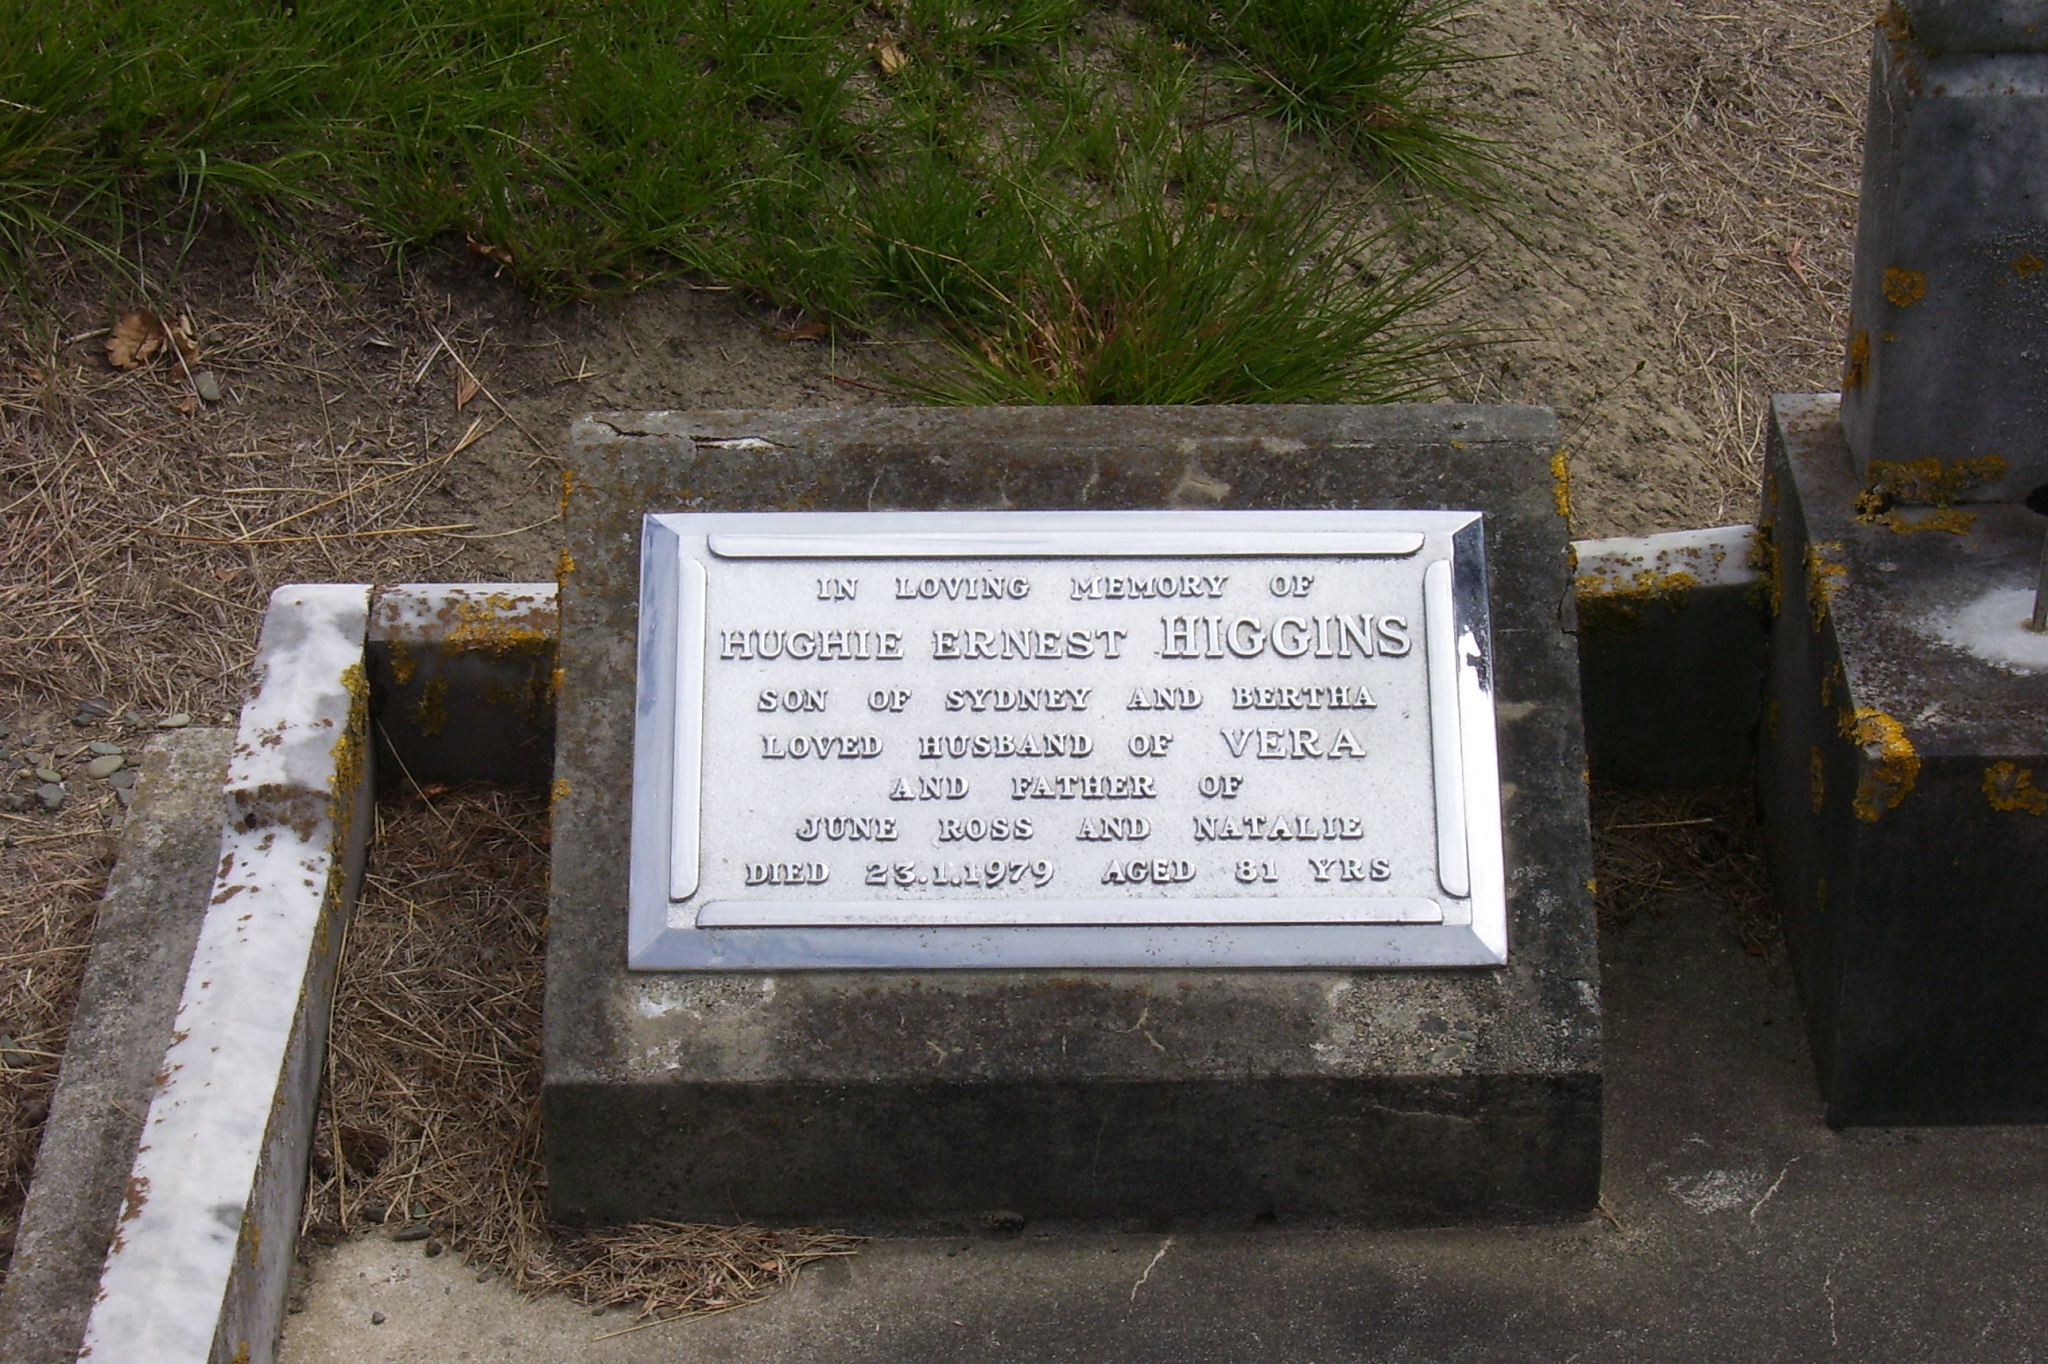 IN LOVING MEMORY OF
HUGHIE ERNEST HIGGINS
SON OF SYDNEY AND BERTHA
LOVED HUSBAND OF VERA
AND FATHER OF
JUNE ROSS AND NATALIE
DIED 23.1.1979 AGED 81 YRS